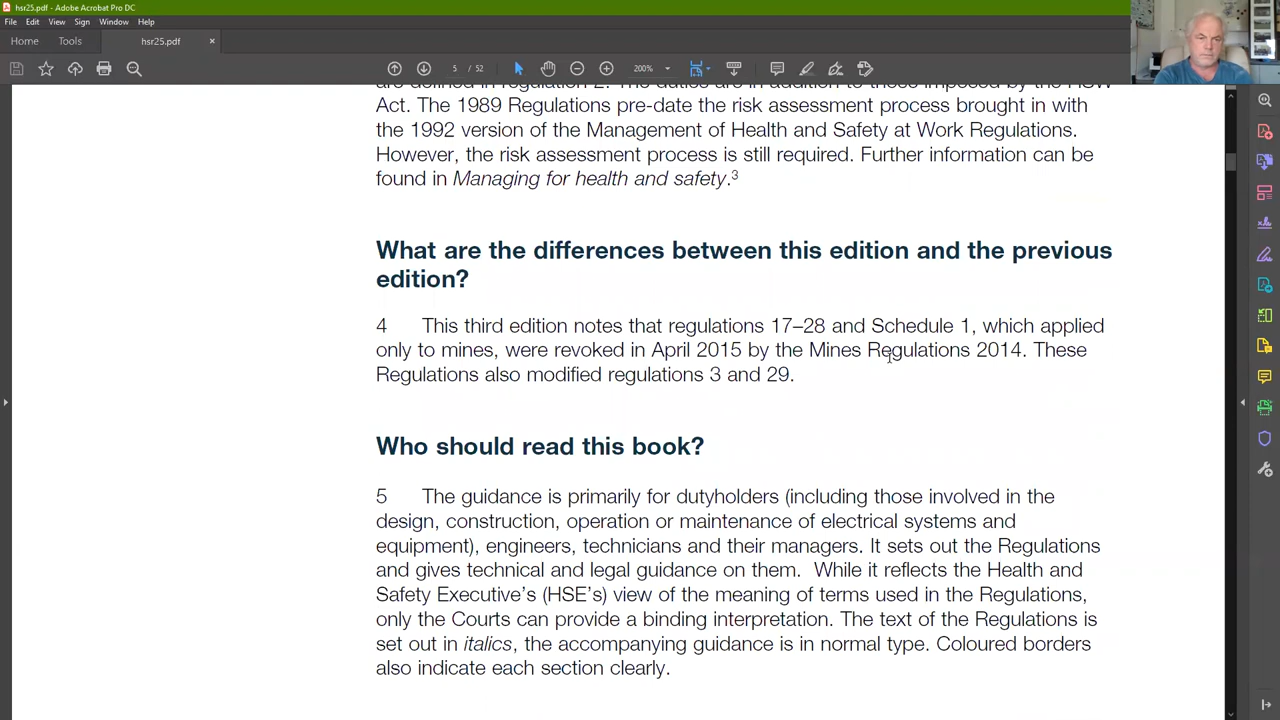 hsr25.pdf - Adobe Acrobat Pro DC
File Edit View Sign Window Help
Home Tools hsr25.pdf ×
5 / 52 200%
Act. The 1989 Regulations pre-date the risk assessment process brought in with
the 1992 version of the Management of Health and Safety at Work Regulations.
However, the risk assessment process is still required. Further information can be
found in Managing for health and safety.³
What are the differences between this edition and the previous
edition?
4 This third edition notes that regulations 17–28 and Schedule 1, which applied
only to mines, were revoked in April 2015 by the Mines Regulations 2014. These
Regulations also modified regulations 3 and 29.
Who should read this book?
5 The guidance is primarily for dutyholders (including those involved in the
design, construction, operation or maintenance of electrical systems and
equipment), engineers, technicians and their managers. It sets out the Regulations
and gives technical and legal guidance on them. While it reflects the Health and
Safety Executive’s (HSE’s) view of the meaning of terms used in the Regulations,
only the Courts can provide a binding interpretation. The text of the Regulations is
set out in italics, the accompanying guidance is in normal type. Coloured borders
also indicate each section clearly.